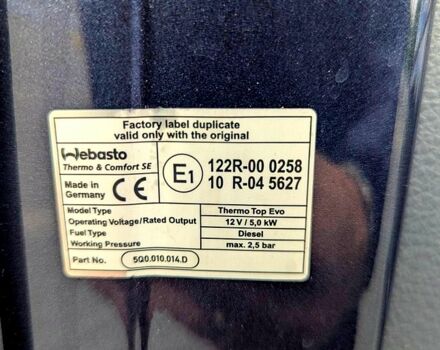 Factory label duplicate
valid only with the original
Webasto
Thermo & Comfort SE
Made in
Germany
CE
E1
122R-00 0258
10 R-04 5627
Model Type Thermo Top Evo
Operating Voltage/Rated Output 12 V / 5,0 kW
Fuel Type Diesel
Working Pressure max. 2,5 bar
Part No. 5Q0.010.014.D